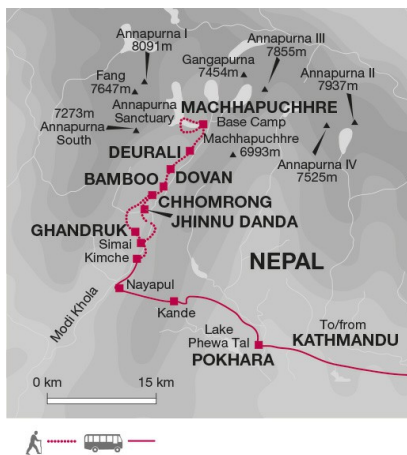 Annapurna I
8091m
Annapurna III
7855m
Gangapurna
7454m
Annapurna II
7937m
Fang
7647m
Annapurna
Sanctuary
MACHHAPUCHHRE
Base Camp
7273m
Annapurna
South
Machhapuchhre
6993m
DEURALI
Annapurna IV
7525m
BAMBOO
DOVAN
CHHOMRONG
JHINNU DANDA
GHANDRUK
Simai
Kimche
NEPAL
Nayapul
Modi Khola
Kande
Lake
Phewa Tal
POKHARA
To/from
KATHMANDU
0 km
15 km